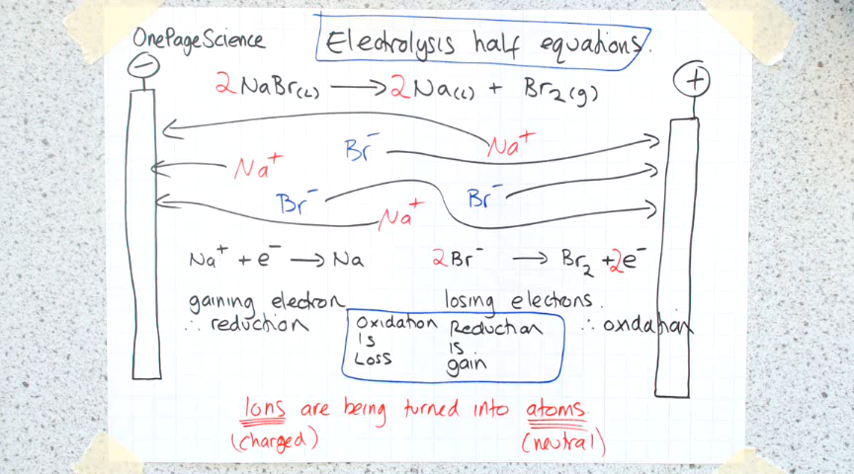 OnePageScience
Electrolysis half equations.
−
+
2NaBr(L) → 2Na(L) + Br₂(g)
Na⁺
Br⁻
Na⁺
Br⁻
Br⁻
Na⁺
Na⁺ + e⁻ → Na
2Br⁻ → Br₂ + 2e⁻
gaining electron
∴ reduction
losing electons.
∴ oxidation
Oxidation
Is
Loss
Reduction
is
gain
Ions are being turned into atoms
(charged)
(neutral)